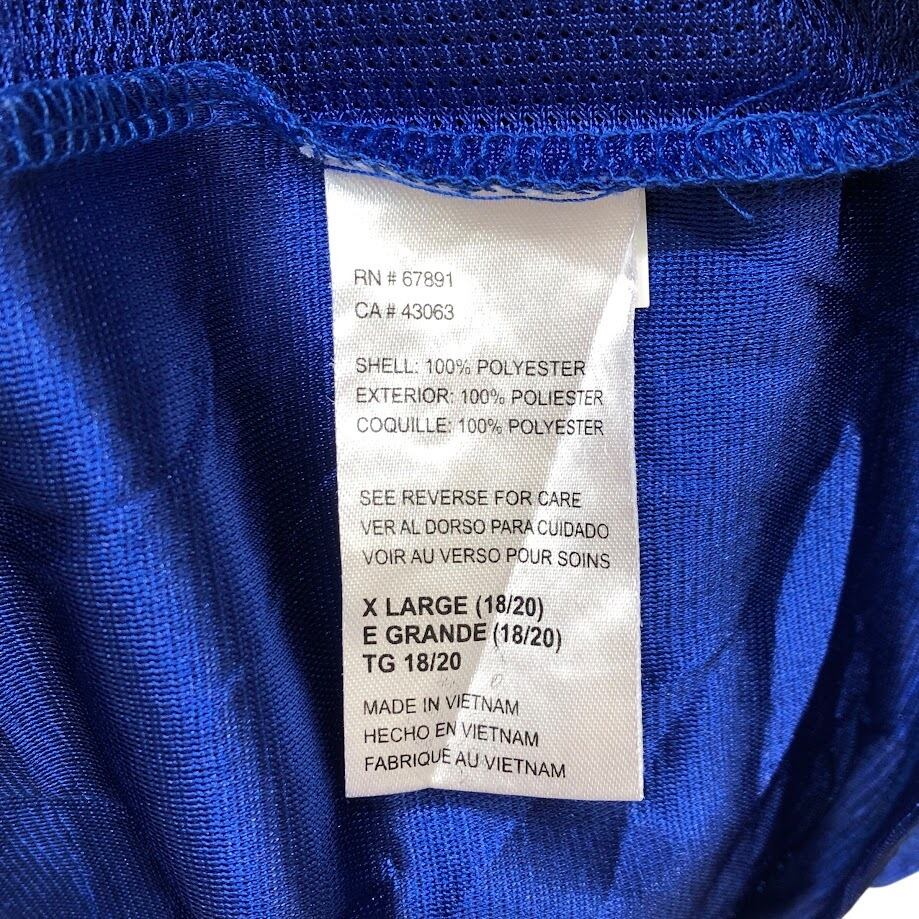 RN # 67891
CA # 43063
SHELL: 100% POLYESTER
EXTERIOR: 100% POLIESTER
COQUILLE: 100% POLYESTER
SEE REVERSE FOR CARE
VER AL DORSO PARA CUIDADO
VOIR AU VERSO POUR SOINS
X LARGE (18/20)
E GRANDE (18/20)
TG 18/20
MADE IN VIETNAM
HECHO EN VIETNAM
FABRIQUE AU VIETNAM